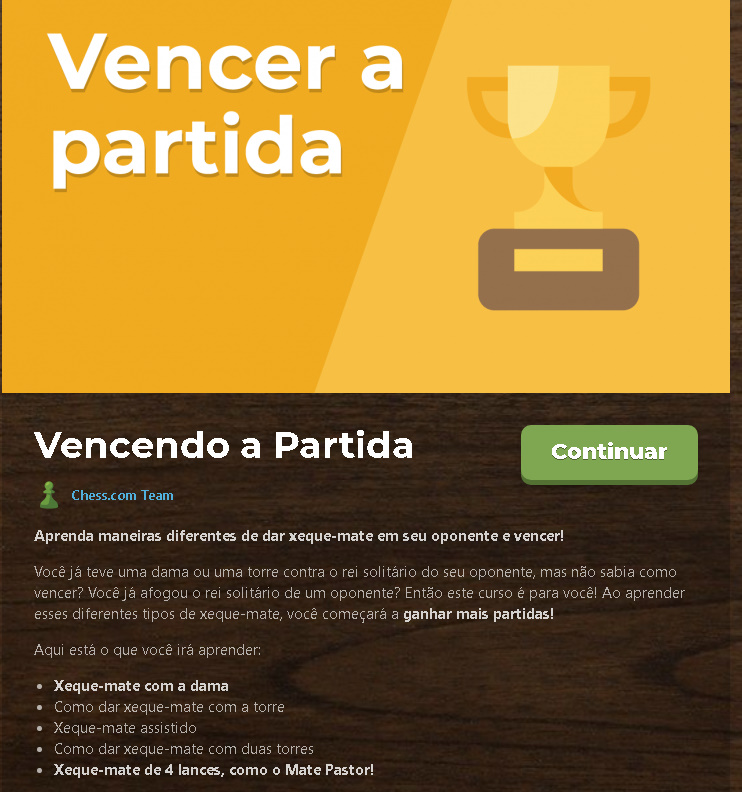 Vencer a
partida
Vencendo a Partida
Continuar
Chess.com Team
Aprenda maneiras diferentes de dar xeque-mate em seu oponente e vencer!
Você já teve uma dama ou uma torre contra o rei solitário do seu oponente, mas não sabia como
vencer? Você já afogou o rei solitário de um oponente? Então este curso é para você! Ao aprender
esses diferentes tipos de xeque-mate, você começará a ganhar mais partidas!
Aqui está o que você irá aprender:
• Xeque-mate com a dama
• Como dar xeque-mate com a torre
• Xeque-mate assistido
• Como dar xeque-mate com duas torres
• Xeque-mate de 4 lances, como o Mate Pastor!